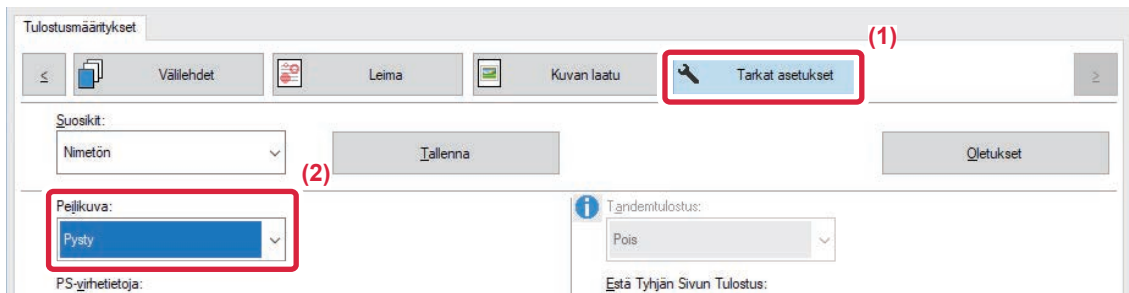 Tulostusmääritykset
(1)
< Välilehdet Leima Kuvan laatu Tarkat asetukset >
Suosikit:
Nimetön Tallenna Oletukset
(2)
Peilikuva: Tandemtulostus:
Pysty Pois
PS-virhetietoja: Estä Tyhjän Sivun Tulostus: